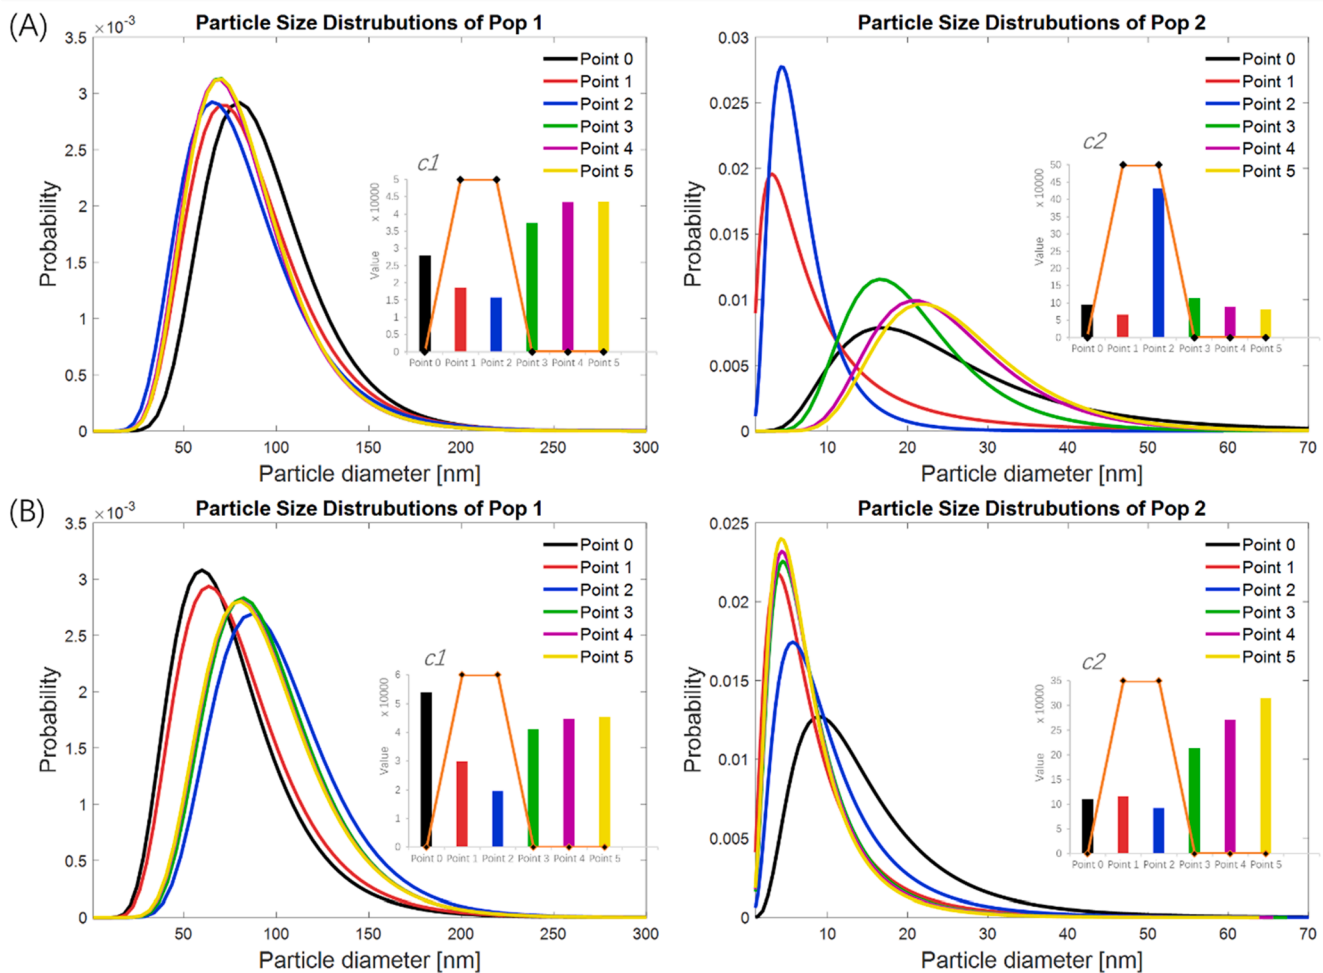 (A)
Particle Size Distrubutions of Pop 1
×10⁻³
3.5
3
2.5
2
1.5
1
0.5
0
Probability
50 100 150 200 250 300
Particle diameter [nm]
Point 0
Point 1
Point 2
Point 3
Point 4
Point 5
c1
x 10000
Value
5
4.5
4
3.5
3
2.5
2
1.5
1
0.5
0
Point 0 Point 1 Point 2 Point 3 Point 4 Point 5
Particle Size Distrubutions of Pop 2
0.03
0.025
0.02
0.015
0.01
0.005
0
Probability
10 20 30 40 50 60 70
Particle diameter [nm]
Point 0
Point 1
Point 2
Point 3
Point 4
Point 5
c2
x 10000
Value
50
45
40
35
30
25
20
15
10
5
0
Point 0 Point 1 Point 2 Point 3 Point 4 Point 5
(B)
Particle Size Distrubutions of Pop 1
×10⁻³
3.5
3
2.5
2
1.5
1
0.5
0
Probability
50 100 150 200 250 300
Particle diameter [nm]
Point 0
Point 1
Point 2
Point 3
Point 4
Point 5
c1
x 10000
Value
6
5
4
3
2
1
0
Point 0 Point 1 Point 2 Point 3 Point 4 Point 5
Particle Size Distrubutions of Pop 2
0.025
0.02
0.015
0.01
0.005
0
Probability
10 20 30 40 50 60 70
Particle diameter [nm]
Point 0
Point 1
Point 2
Point 3
Point 4
Point 5
c2
x 10000
Value
35
30
25
20
15
10
5
0
Point 0 Point 1 Point 2 Point 3 Point 4 Point 5